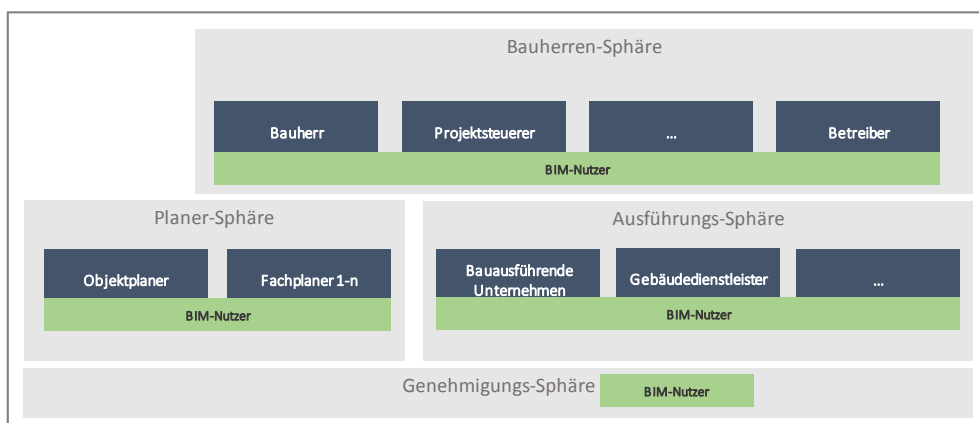 Bauherren-Sphäre
Bauherr
Projektsteuerer
...
Betreiber
BIM-Nutzer
Planer-Sphäre
Objektplaner
Fachplaner 1-n
BIM-Nutzer
Ausführungs-Sphäre
Bauausführende
Unternehmen
Gebäudedienstleister
...
BIM-Nutzer
Genehmigungs-Sphäre
BIM-Nutzer